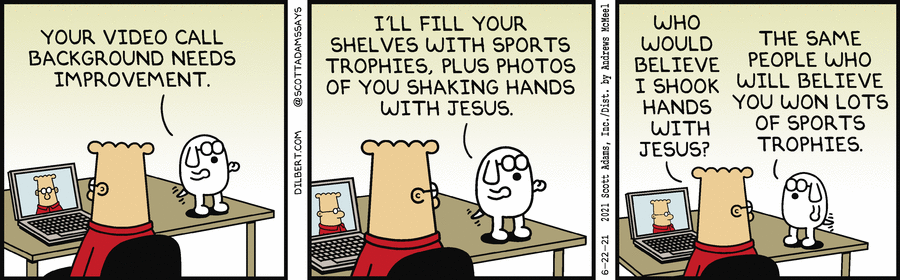 YOUR VIDEO CALL
BACKGROUND NEEDS
IMPROVEMENT.
DILBERT.COM @SCOTTADAMSSAYS
I'LL FILL YOUR
SHELVES WITH SPORTS
TROPHIES, PLUS PHOTOS
OF YOU SHAKING HANDS
WITH JESUS.
6-22-21 2021 Scott Adams, Inc./Dist. by Andrews McMeel
WHO
WOULD
BELIEVE
I SHOOK
HANDS
WITH
JESUS?
THE SAME
PEOPLE WHO
WILL BELIEVE
YOU WON LOTS
OF SPORTS
TROPHIES.